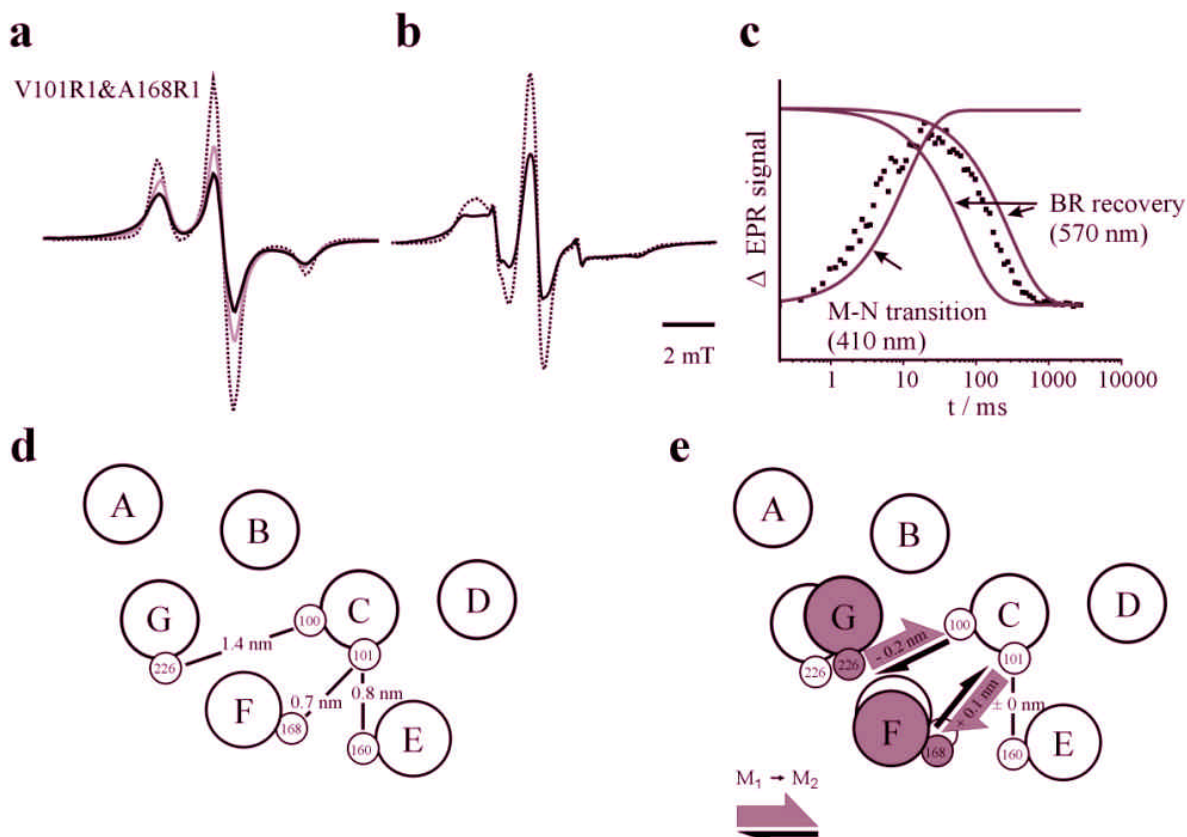 a
b
c
V101R1&A168R1
2 mT
Δ EPR signal
BR recovery
(570 nm)
M-N transition
(410 nm)
1 10 100 1000 10000
t / ms
d
A
B
G
C
D
100
226
1.4 nm
101
0.7 nm
0.8 nm
F
168
160
E
e
A
B
G
C
D
100
226
226
- 0.2 nm
101
+ 0.1 nm
± 0 nm
F
168
160
E
M₁ → M₂